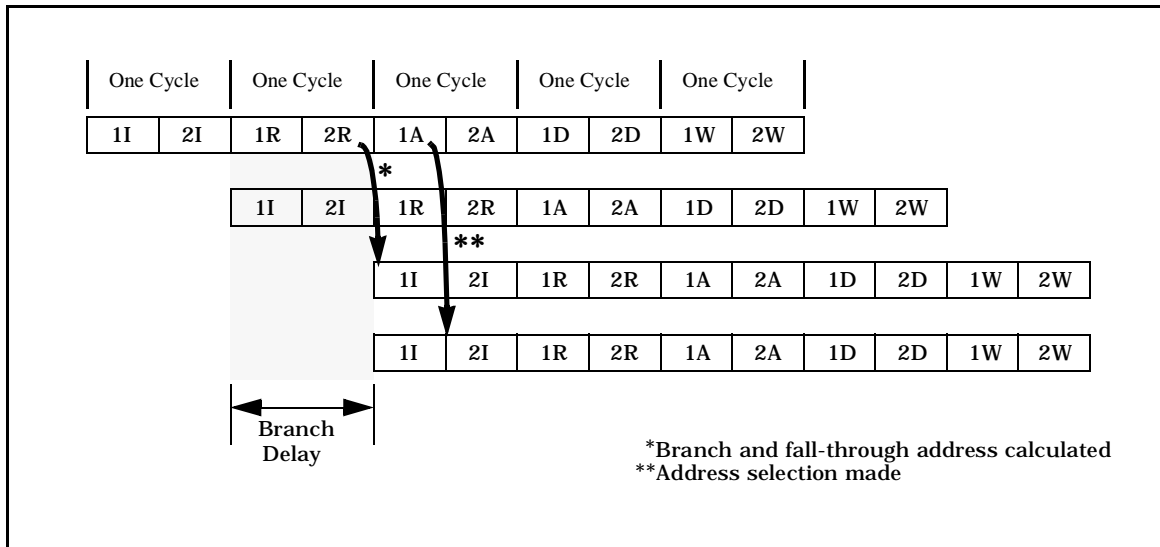 One Cycle One Cycle One Cycle One Cycle One Cycle
1I 2I 1R 2R 1A 2A 1D 2D 1W 2W
*
1I 2I 1R 2R 1A 2A 1D 2D 1W 2W
**
1I 2I 1R 2R 1A 2A 1D 2D 1W 2W
1I 2I 1R 2R 1A 2A 1D 2D 1W 2W
Branch
Delay
*Branch and fall-through address calculated
**Address selection made